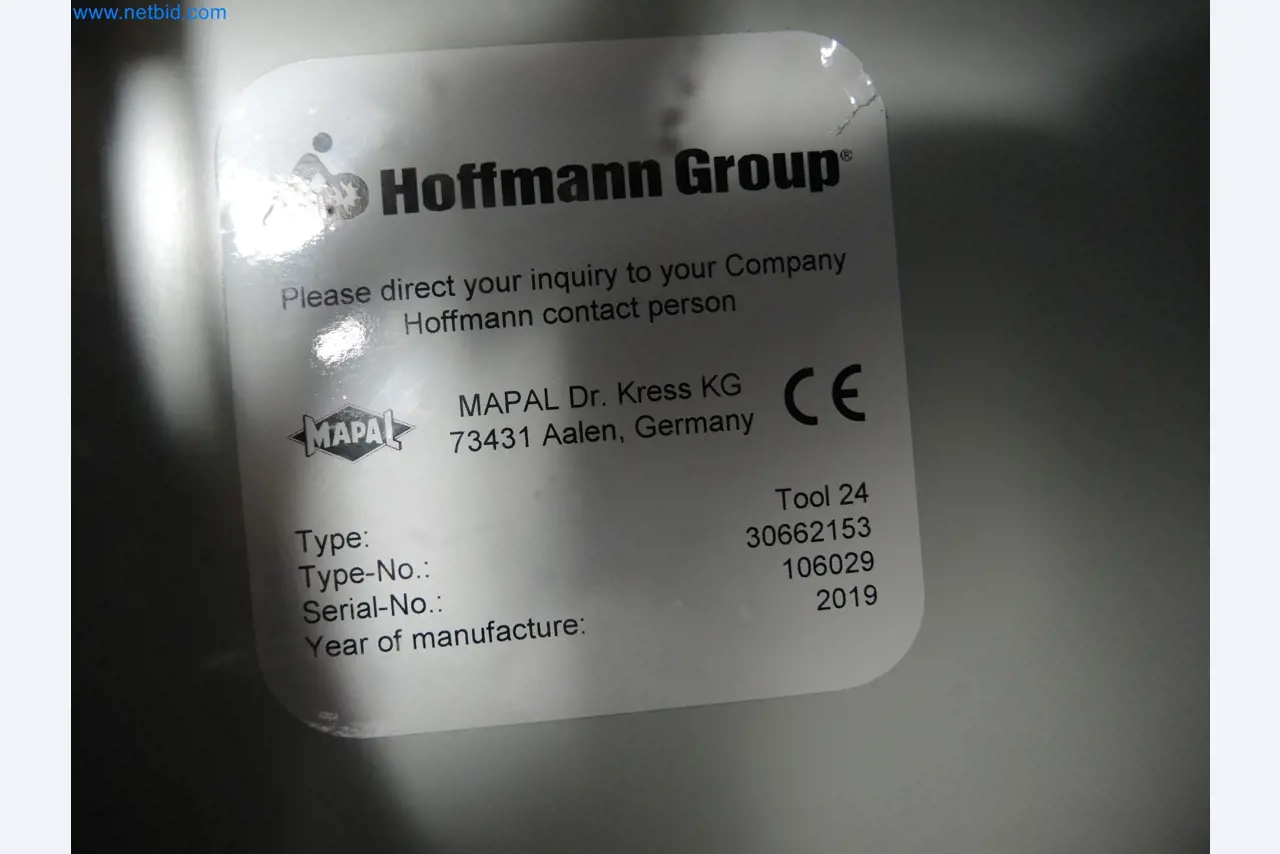 www.netbid.com
Hoffmann Group®
Please direct your inquiry to your Company
Hoffmann contact person
MAPAL Dr. Kress KG
73431 Aalen, Germany
CE
MAPAL
Type: Tool 24
Type-No.: 30662153
Serial-No.: 106029
Year of manufacture: 2019